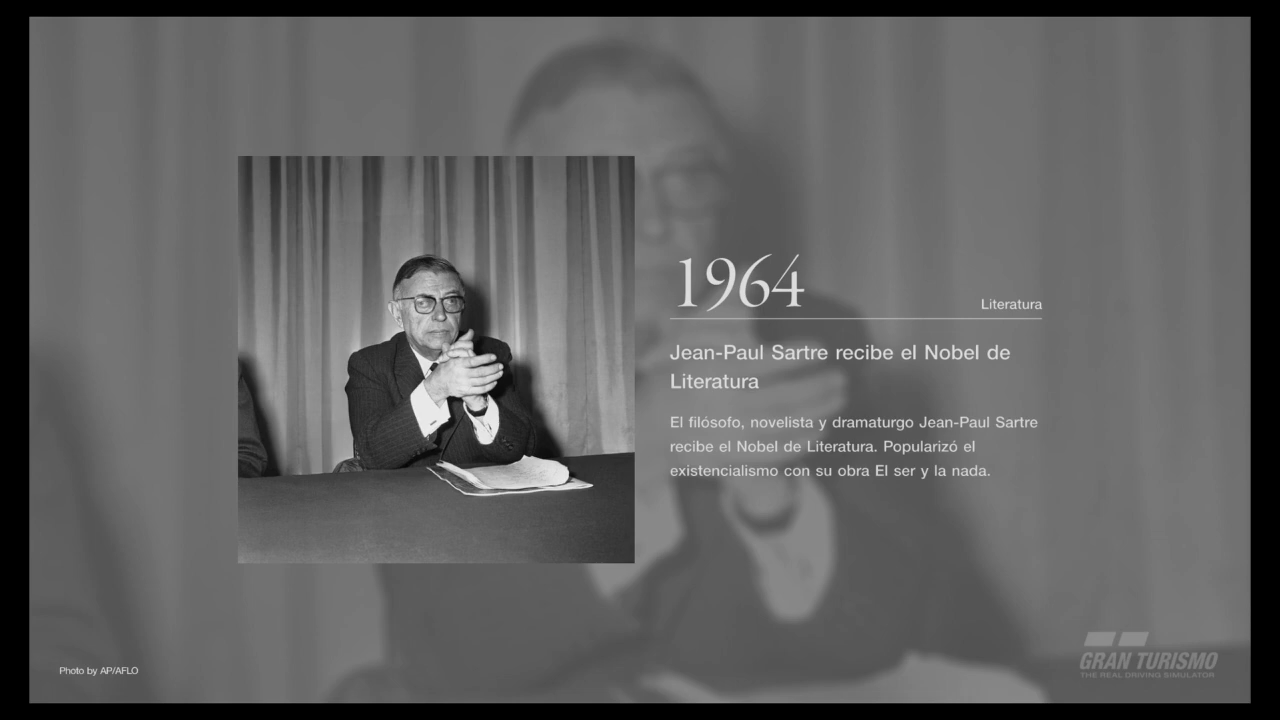 1964
Literatura
Jean-Paul Sartre recibe el Nobel de
Literatura
El filósofo, novelista y dramaturgo Jean-Paul Sartre
recibe el Nobel de Literatura. Popularizó el
existencialismo con su obra El ser y la nada.
Photo by AP/AFLO
GRAN TURISMO
THE REAL DRIVING SIMULATOR